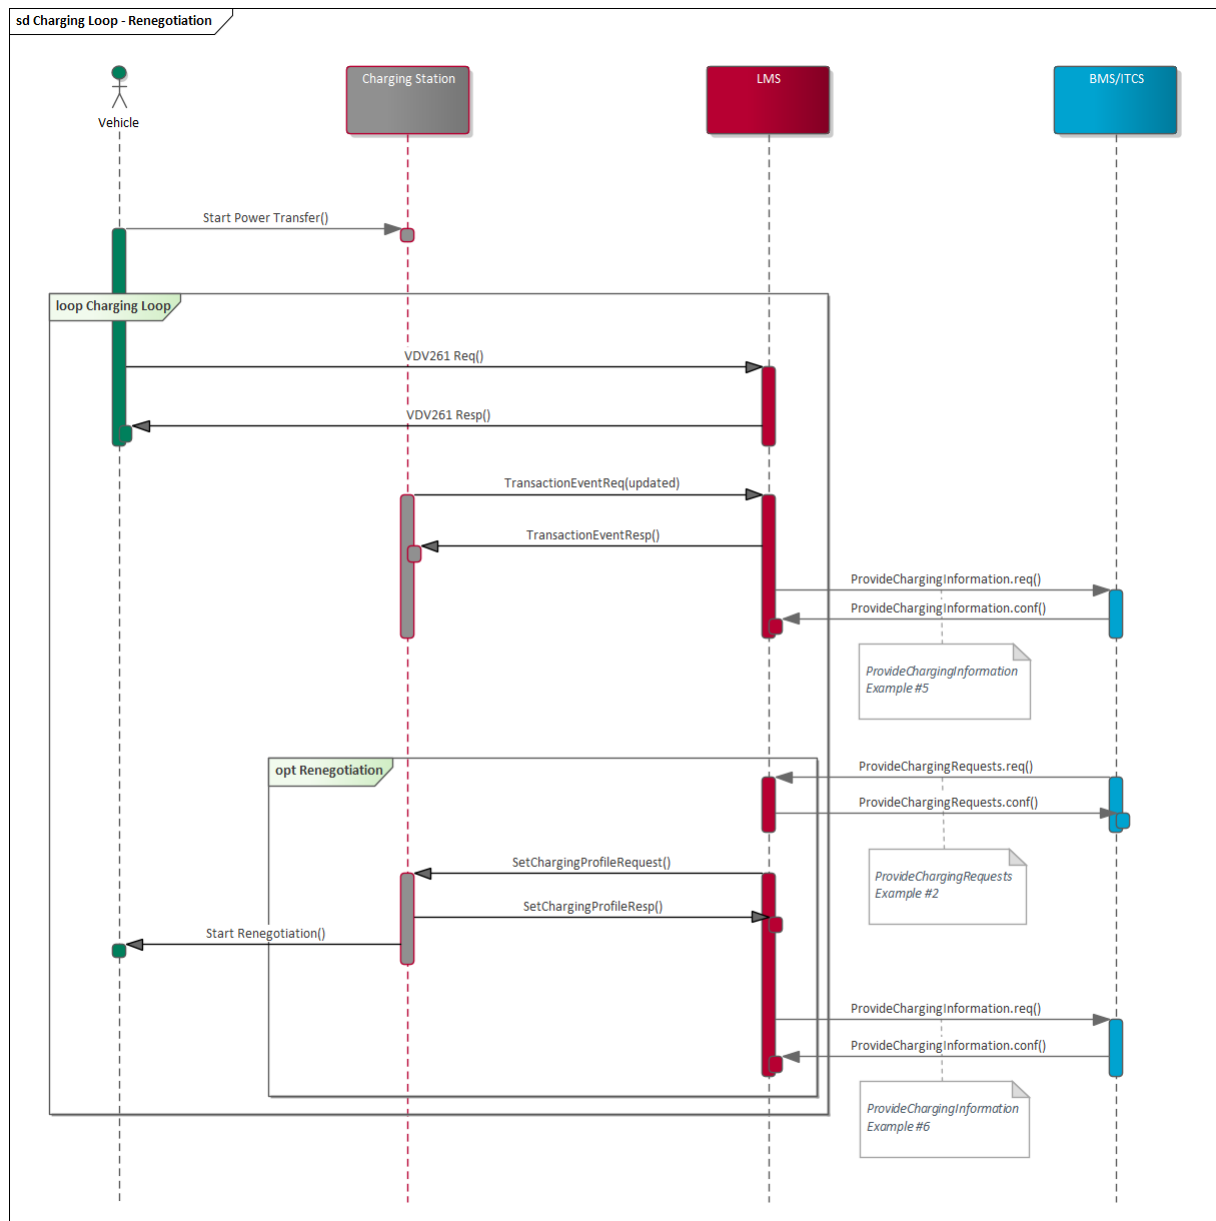 sd Charging Loop - Renegotiation
Charging Station
LMS
BMS/ITCS
Vehicle
Start Power Transfer()
loop Charging Loop
VDV261 Req()
VDV261 Resp()
TransactionEventReq(updated)
TransactionEventResp()
ProvideChargingInformation.req()
ProvideChargingInformation.conf()
ProvideChargingInformation
Example #5
opt Renegotiation
ProvideChargingRequests.req()
ProvideChargingRequests.conf()
SetChargingProfileRequest()
ProvideChargingRequests
Example #2
SetChargingProfileResp()
Start Renegotiation()
ProvideChargingInformation.req()
ProvideChargingInformation.conf()
ProvideChargingInformation
Example #6